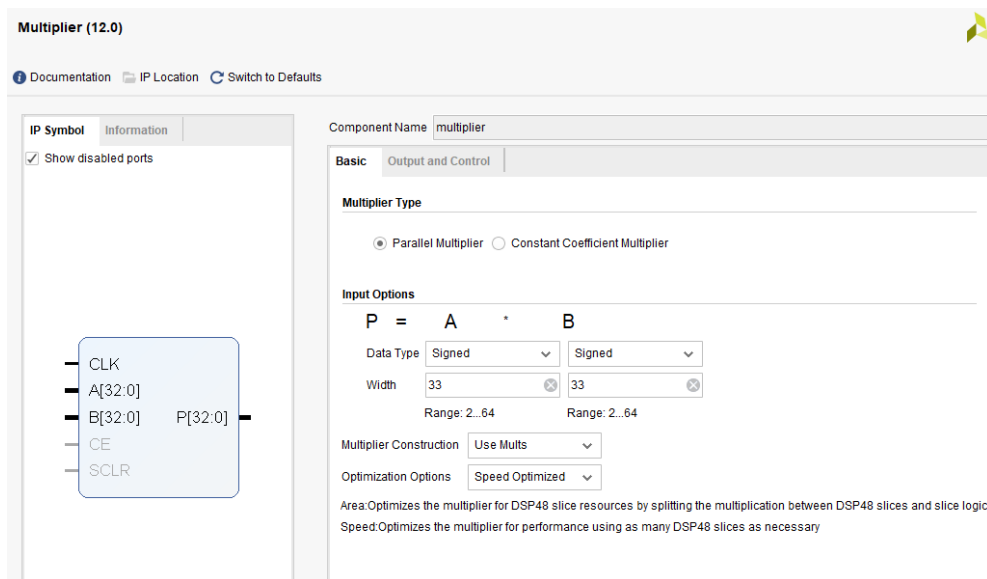 Multiplier (12.0)
Documentation IP Location Switch to Defaults
IP Symbol Information
Show disabled ports
CLK
A[32:0]
B[32:0] P[32:0]
CE
SCLR
Component Name multiplier
Basic Output and Control
Multiplier Type
Parallel Multiplier Constant Coefficient Multiplier
Input Options
P = A * B
Data Type Signed Signed
Width 33 33
Range: 2...64 Range: 2...64
Multiplier Construction Use Mults
Optimization Options Speed Optimized
Area:Optimizes the multiplier for DSP48 slice resources by splitting the multiplication between DSP48 slices and slice logic
Speed:Optimizes the multiplier for performance using as many DSP48 slices as necessary